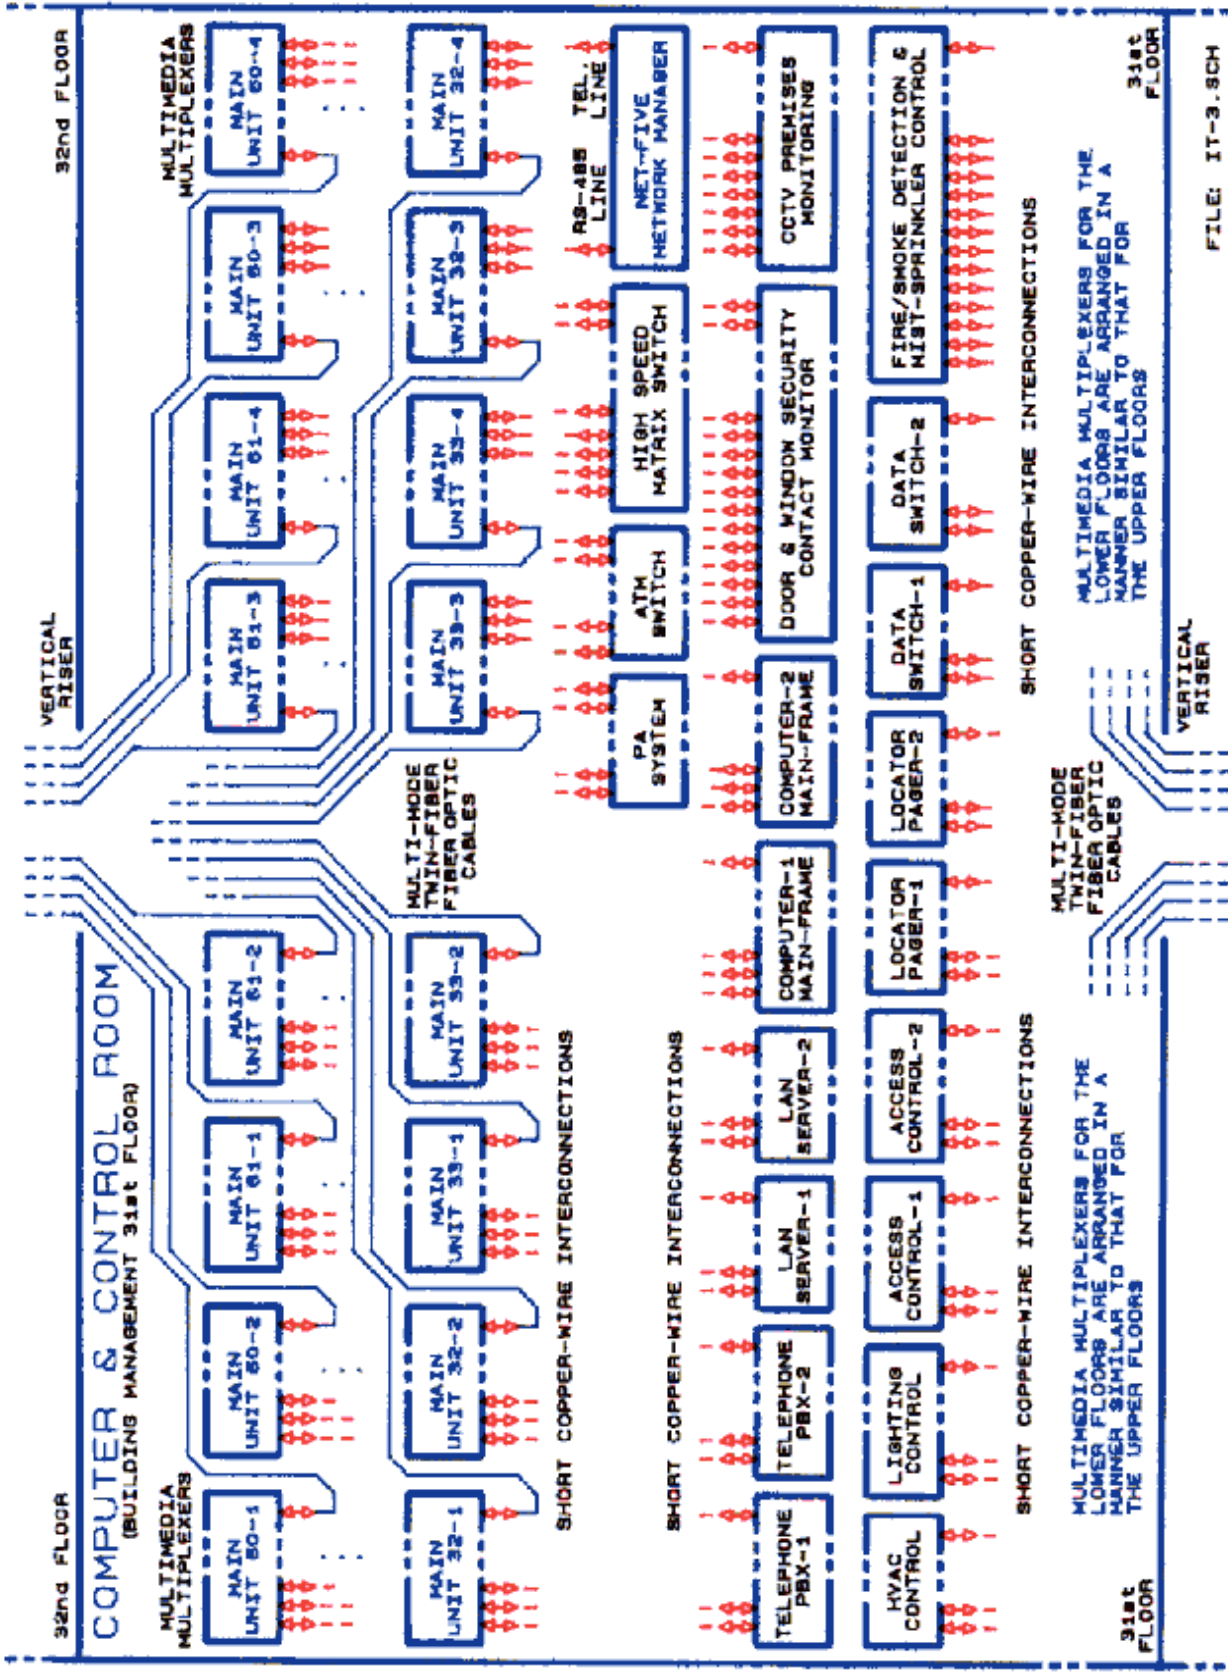 32nd FLOOR
VERTICAL
RISER
32nd FLOOR
COMPUTER & CONTROL ROOM
(BUILDING MANAGEMENT 31st FLOOR)
MULTIMEDIA
MULTIPLEXERS
MULTIMEDIA
MULTIPLEXERS
MAIN
UNIT 60-1
MAIN
UNIT 60-2
MAIN
UNIT 61-1
MAIN
UNIT 61-2
MAIN
UNIT 61-3
MAIN
UNIT 61-4
MAIN
UNIT 60-3
MAIN
UNIT 60-4
MAIN
UNIT 32-1
MAIN
UNIT 32-2
MAIN
UNIT 33-1
MAIN
UNIT 33-2
MULTI-MODE
TWIN-FIBER
FIBER OPTIC
CABLES
MAIN
UNIT 33-3
MAIN
UNIT 33-4
MAIN
UNIT 32-3
MAIN
UNIT 32-4
SHORT COPPER-WIRE INTERCONNECTIONS
RS-485
LINE
TEL.
LINE
PA
SYSTEM
ATM
SWITCH
HIGH SPEED
MATRIX SWITCH
NET-FIVE
NETWORK MANAGER
SHORT COPPER-WIRE INTERCONNECTIONS
TELEPHONE
PBX-1
TELEPHONE
PBX-2
LAN
SERVER-1
LAN
SERVER-2
COMPUTER-1
MAIN-FRAME
COMPUTER-2
MAIN-FRAME
DOOR & WINDOW SECURITY
CONTACT MONITOR
CCTV PREMISES
MONITORING
HVAC
CONTROL
LIGHTING
CONTROL
ACCESS
CONTROL-1
ACCESS
CONTROL-2
LOCATOR
PAGER-1
LOCATOR
PAGER-2
DATA
SWITCH-1
DATA
SWITCH-2
FIRE/SMOKE DETECTION &
MIST-SPRINKLER CONTROL
SHORT COPPER-WIRE INTERCONNECTIONS
SHORT COPPER-WIRE INTERCONNECTIONS
MULTIMEDIA MULTIPLEXERS FOR THE
LOWER FLOORS ARE ARRANGED IN A
MANNER SIMILAR TO THAT FOR
THE UPPER FLOORS
MULTI-MODE
TWIN-FIBER
FIBER OPTIC
CABLES
MULTIMEDIA MULTIPLEXERS FOR THE
LOWER FLOORS ARE ARRANGED IN A
MANNER SIMILAR TO THAT FOR
THE UPPER FLOORS
31st
FLOOR
VERTICAL
RISER
31st
FLOOR
FILE: IT-3.SCH